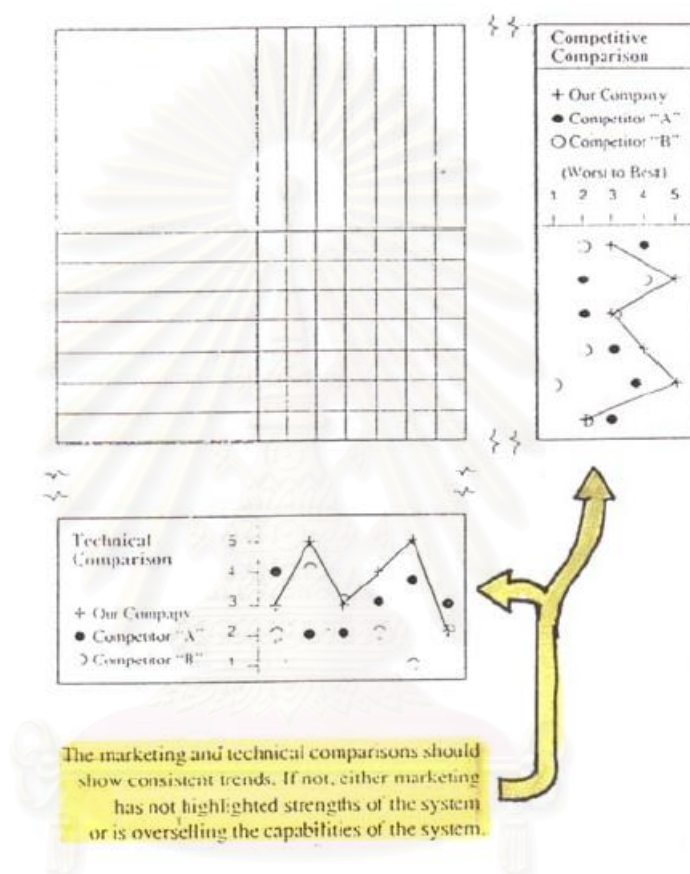 Competitive
Comparison
+ Our Company
● Competitor "A"
○ Competitor "B"
(Worst to Best)
1 2 3 4 5
Technical
Comparison
+ Our Company
● Competitor "A"
○ Competitor "B"
5
4
3
2
1
The marketing and technical comparisons should
show consistent trends. If not, either marketing
has not highlighted strengths of the system
or is overselling the capabilities of the system.